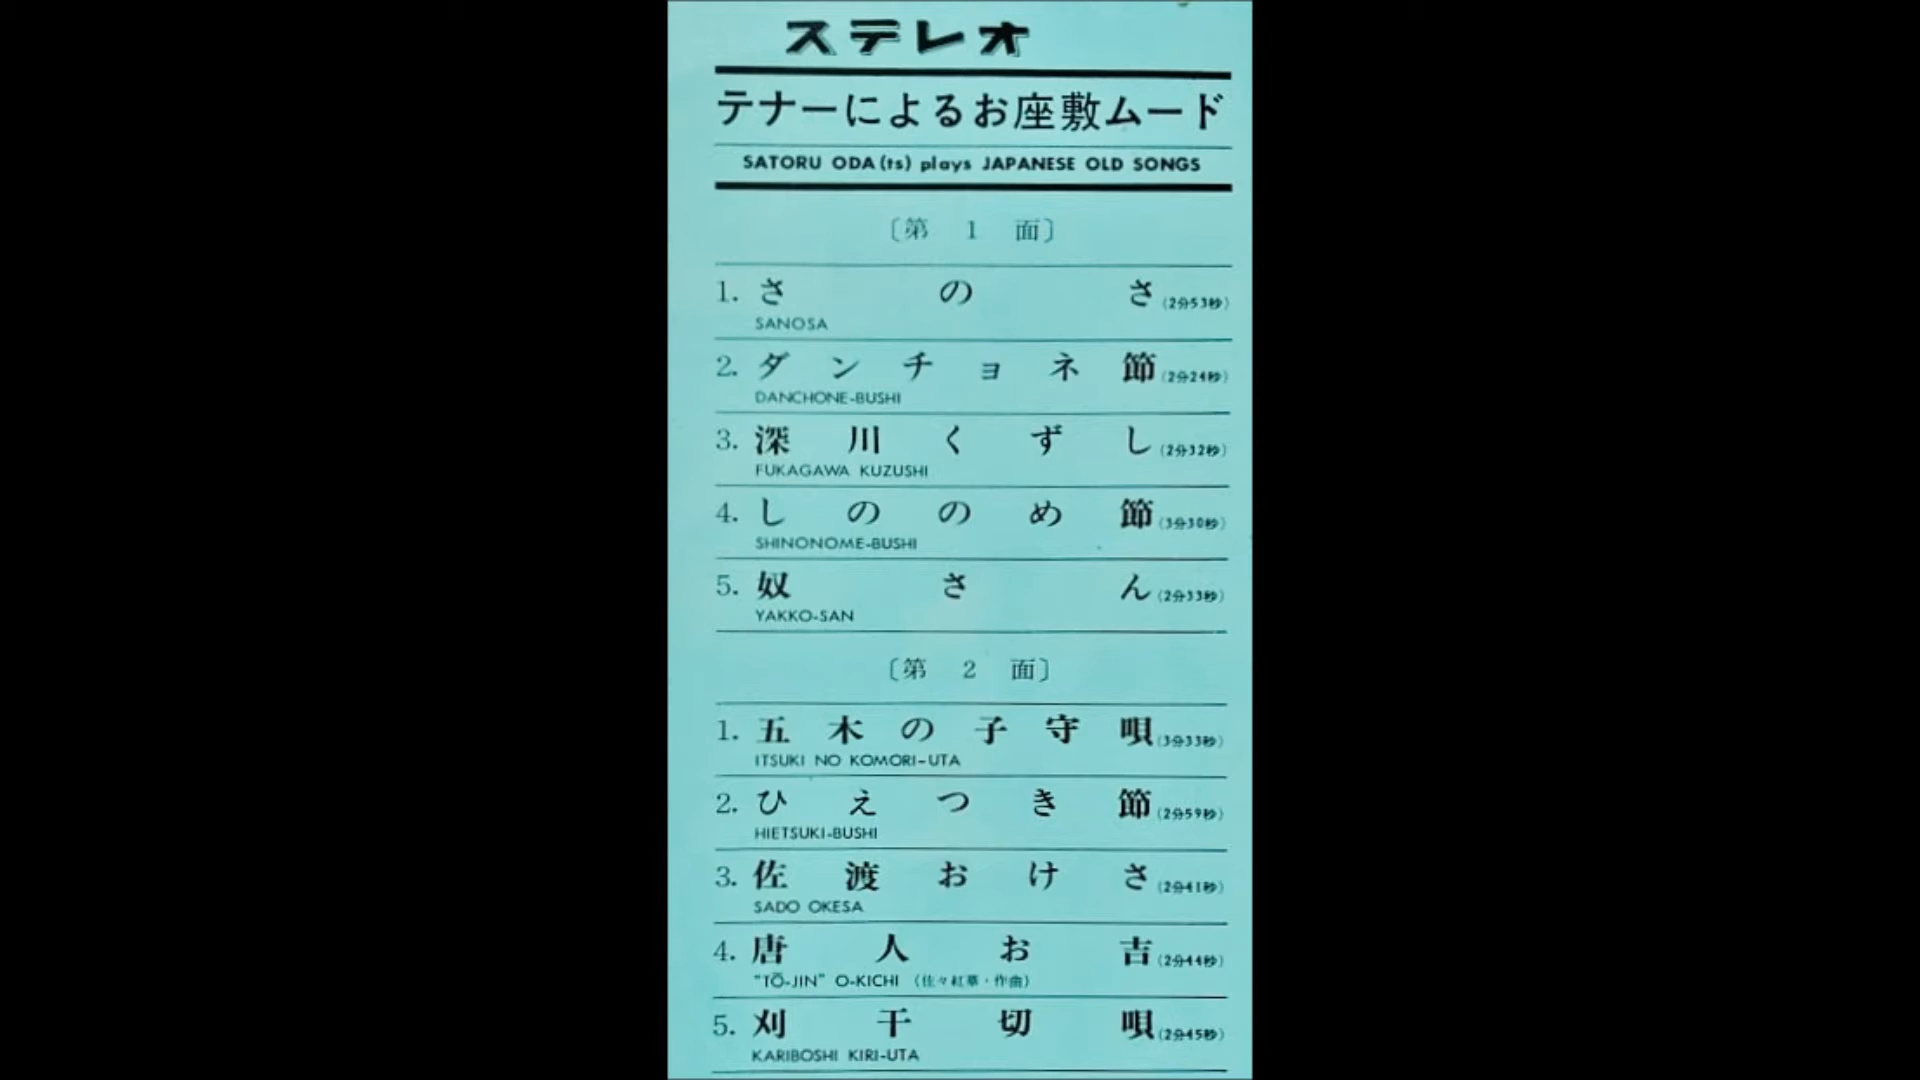 ステレオ
テナーによるお座敷ムード
SATORU ODA (ts) plays JAPANESE OLD SONGS
〔第 1 面〕
1. さのさ (2分53秒)
SANOSA
2. ダンチョネ節 (2分24秒)
DANCHONE-BUSHI
3. 深川くずし (2分32秒)
FUKAGAWA KUZUSHI
4. しののめ節 (3分30秒)
SHINONOME-BUSHI
5. 奴さん (2分33秒)
YAKKO-SAN
〔第 2 面〕
1. 五木の子守唄 (3分33秒)
ITSUKI NO KOMORI-UTA
2. ひえつき節 (2分59秒)
HIETSUKI-BUSHI
3. 佐渡おけさ (2分41秒)
SADO OKESA
4. 唐人お吉 (2分44秒)
"TŌ-JIN" O-KICHI (佐々紅華・作曲)
5. 刈干切唄 (2分45秒)
KARIBOSHI KIRI-UTA